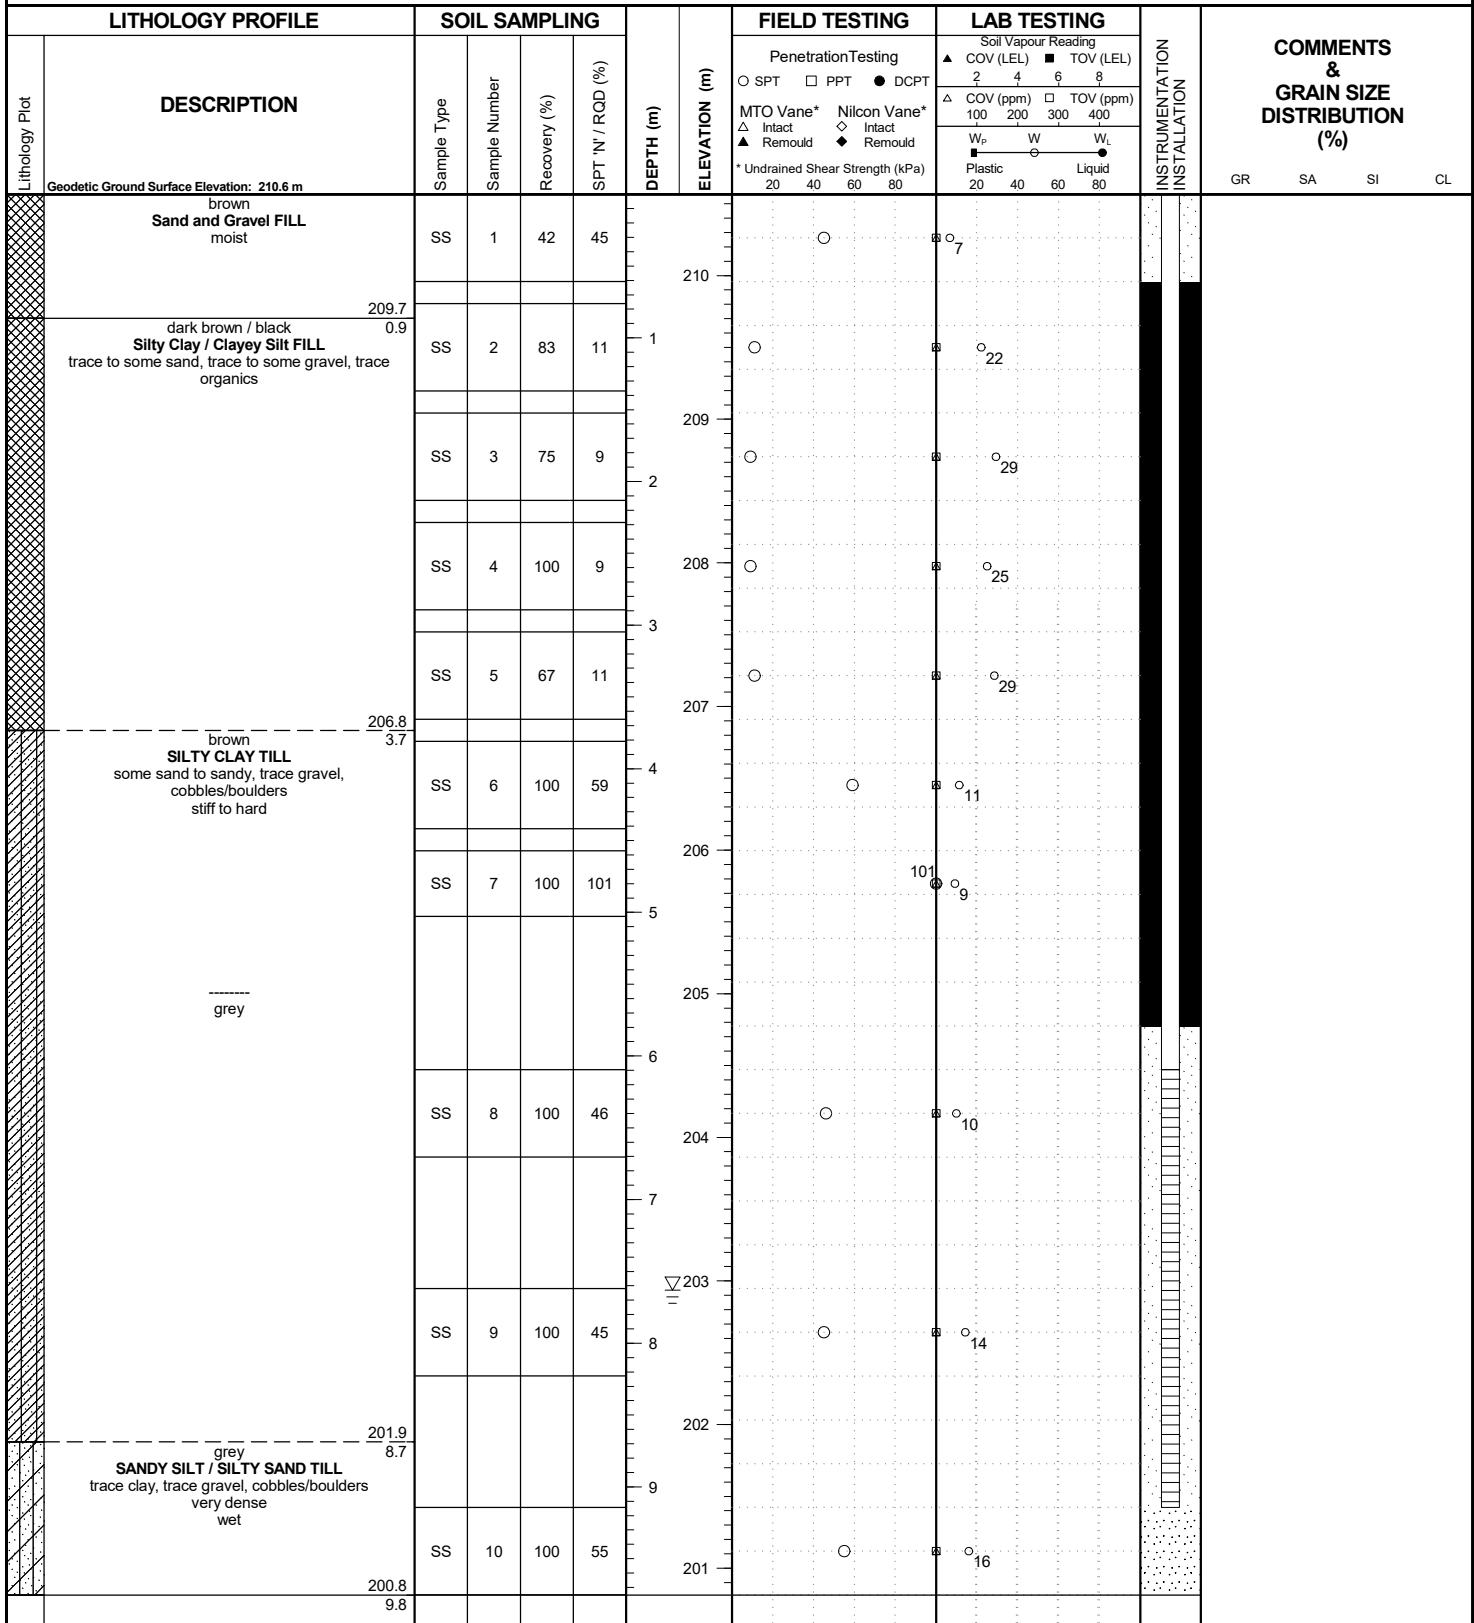 LITHOLOGY PROFILE
SOIL SAMPLING
FIELD TESTING
LAB TESTING
Lithology Plot
DESCRIPTION
Geodetic Ground Surface Elevation: 210.6 m
Sample Type
Sample Number
Recovery (%)
SPT 'N' / RQD (%)
DEPTH (m)
ELEVATION (m)
PenetrationTesting
○ SPT □ PPT ● DCPT
MTO Vane* Nilcon Vane*
△ Intact ◇ Intact
▲ Remould ◆ Remould
* Undrained Shear Strength (kPa)
20 40 60 80
Soil Vapour Reading
▲ COV (LEL) ■ TOV (LEL)
2 4 6 8
△ COV (ppm) □ TOV (ppm)
100 200 300 400
WP W WL
Plastic Liquid
20 40 60 80
INSTRUMENTATION
INSTALLATION
COMMENTS
&
GRAIN SIZE
DISTRIBUTION
(%)
GR SA SI CL
brown
Sand and Gravel FILL
moist
SS 1 42 45
7
210
209.7
0.9
dark brown / black
Silty Clay / Clayey Silt FILL
trace to some sand, trace to some gravel, trace
organics
1
SS 2 83 11
22
209
SS 3 75 9
29
2
208
SS 4 100 9
25
3
SS 5 67 11
29
207
206.8
3.7
brown
SILTY CLAY TILL
some sand to sandy, trace gravel,
cobbles/boulders
stiff to hard
4
SS 6 100 59
11
206
101
SS 7 100 101
9
5
205
--------
grey
6
SS 8 100 46
10
204
7
203
SS 9 100 45
14
8
202
201.9
8.7
grey
SANDY SILT / SILTY SAND TILL
trace clay, trace gravel, cobbles/boulders
very dense
wet
9
SS 10 100 55
16
201
200.8
9.8